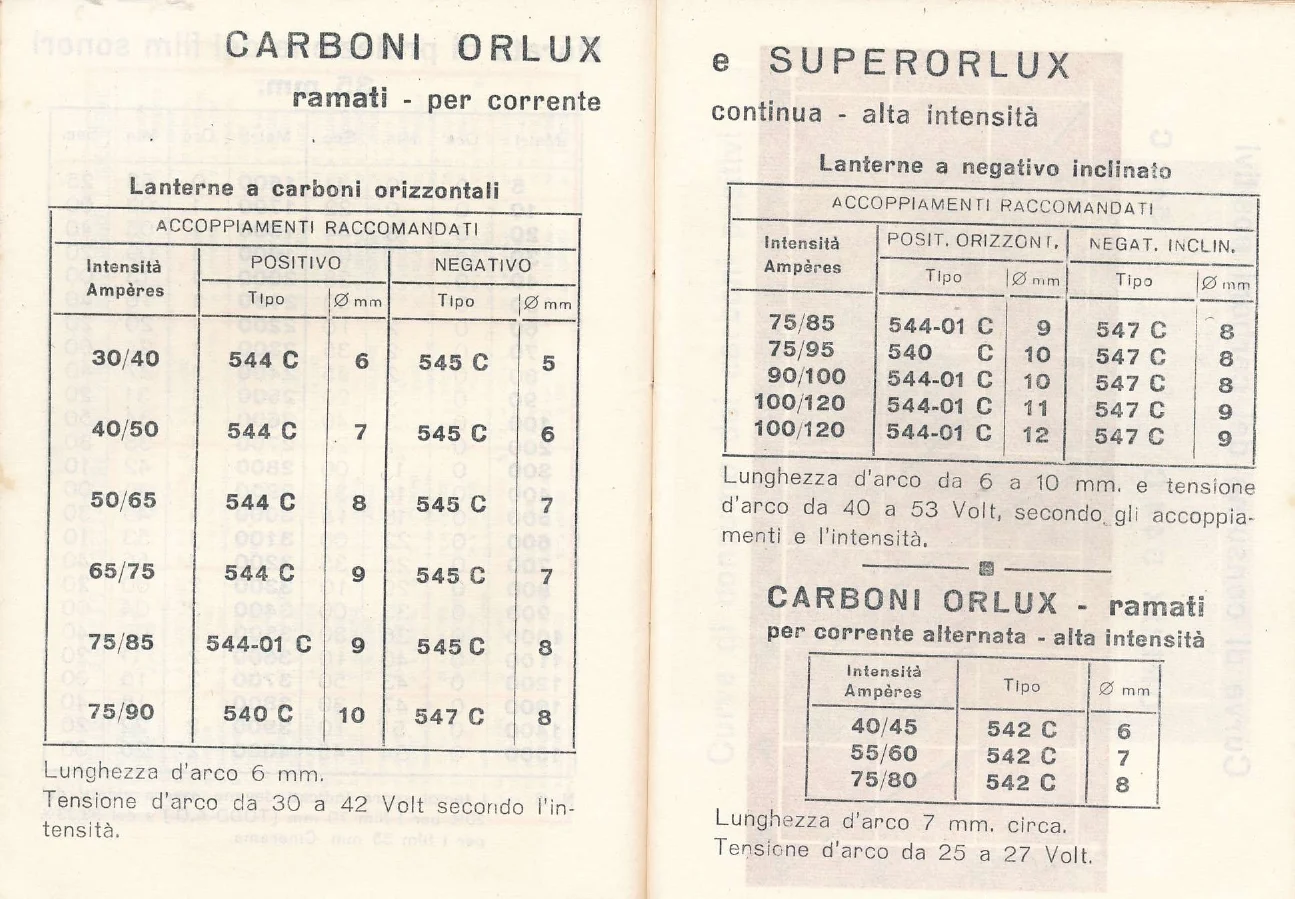 CARBONI ORLUX
ramati - per corrente
Lanterne a carboni orizzontali
ACCOPPIAMENTI RACCOMANDATI
Intensità Ampères POSITIVO NEGATIVO
Tipo Ø mm Tipo Ø mm
30/40 544 C 6 545 C 5
40/50 544 C 7 545 C 6
50/65 544 C 8 545 C 7
65/75 544 C 9 545 C 7
75/85 544-01 C 9 545 C 8
75/90 540 C 10 547 C 8
Lunghezza d'arco 6 mm.
Tensione d'arco da 30 a 42 Volt secondo l'in-
tensità.
e SUPERORLUX
continua - alta intensità
Lanterne a negativo inclinato
ACCOPPIAMENTI RACCOMANDATI
Intensità Ampères POSIT. ORIZZONT. NEGAT. INCLIN.
Tipo Ø mm Tipo Ø mm
75/85 544-01 C 9 547 C 8
75/95 540 C 10 547 C 8
90/100 544-01 C 10 547 C 8
100/120 544-01 C 11 547 C 9
100/120 544-01 C 12 547 C 9
Lunghezza d'arco da 6 a 10 mm. e tensione
d'arco da 40 a 53 Volt, secondo gli accoppia-
menti e l'intensità.
CARBONI ORLUX - ramati
per corrente alternata - alta intensità
Intensità
Ampères Tipo Ø mm
40/45 542 C 6
55/60 542 C 7
75/80 542 C 8
Lunghezza d'arco 7 mm. circa.
Tensione d'arco da 25 a 27 Volt.